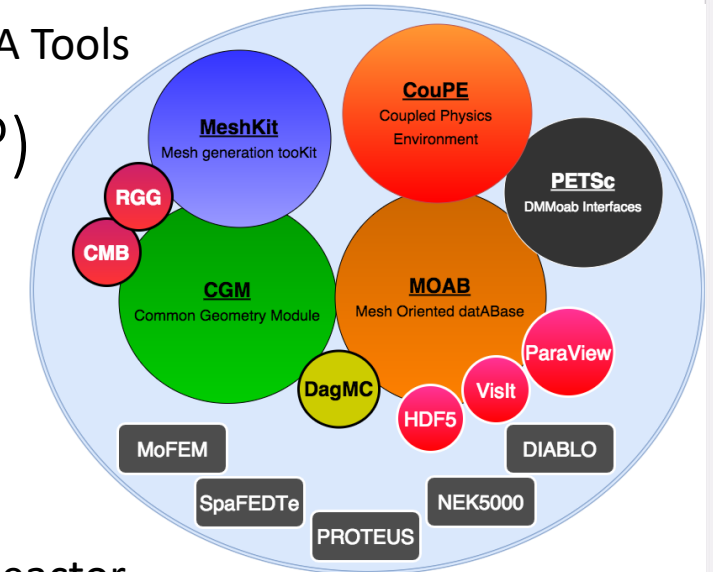 A Tools
P)
MeshKit
Mesh generation tooKit
CouPE
Coupled Physics
Environment
PETSc
DMMoab Interfaces
RGG
CMB
CGM
Common Geometry Module
MOAB
Mesh Oriented datABase
DagMC
HDF5
VisIt
ParaView
MoFEM
SpaFEDTe
PROTEUS
NEK5000
DIABLO
eactor